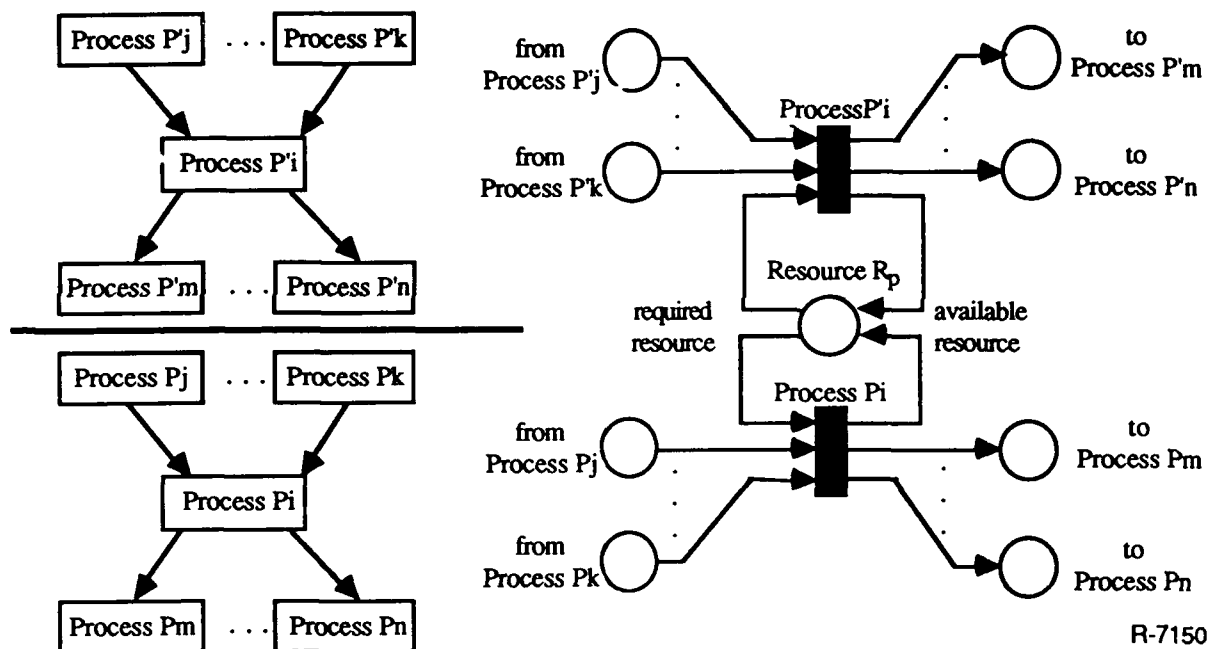 Process P'j . . . Process P'k
Process P'i
Process P'm . . . Process P'n
Process Pj . . . Process Pk
Process Pi
Process Pm . . . Process Pn
from
Process P'j
from
Process P'k
ProcessP'i
to
Process P'm
to
Process P'n
Resource Rp
required
resource
available
resource
Process Pi
from
Process Pj
from
Process Pk
to
Process Pm
to
Process Pn
R-7150